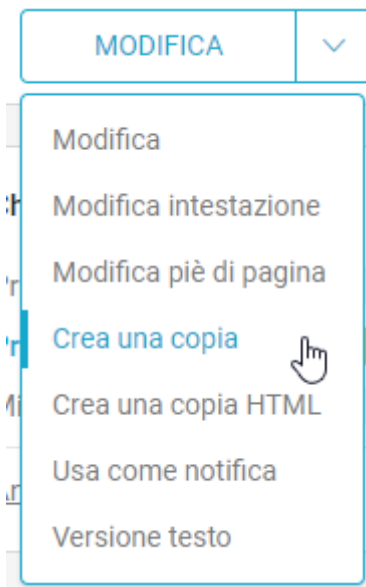 MODIFICA
Modifica
Modifica intestazione
Modifica piè di pagina
Crea una copia
Crea una copia HTML
Usa come notifica
Versione testo